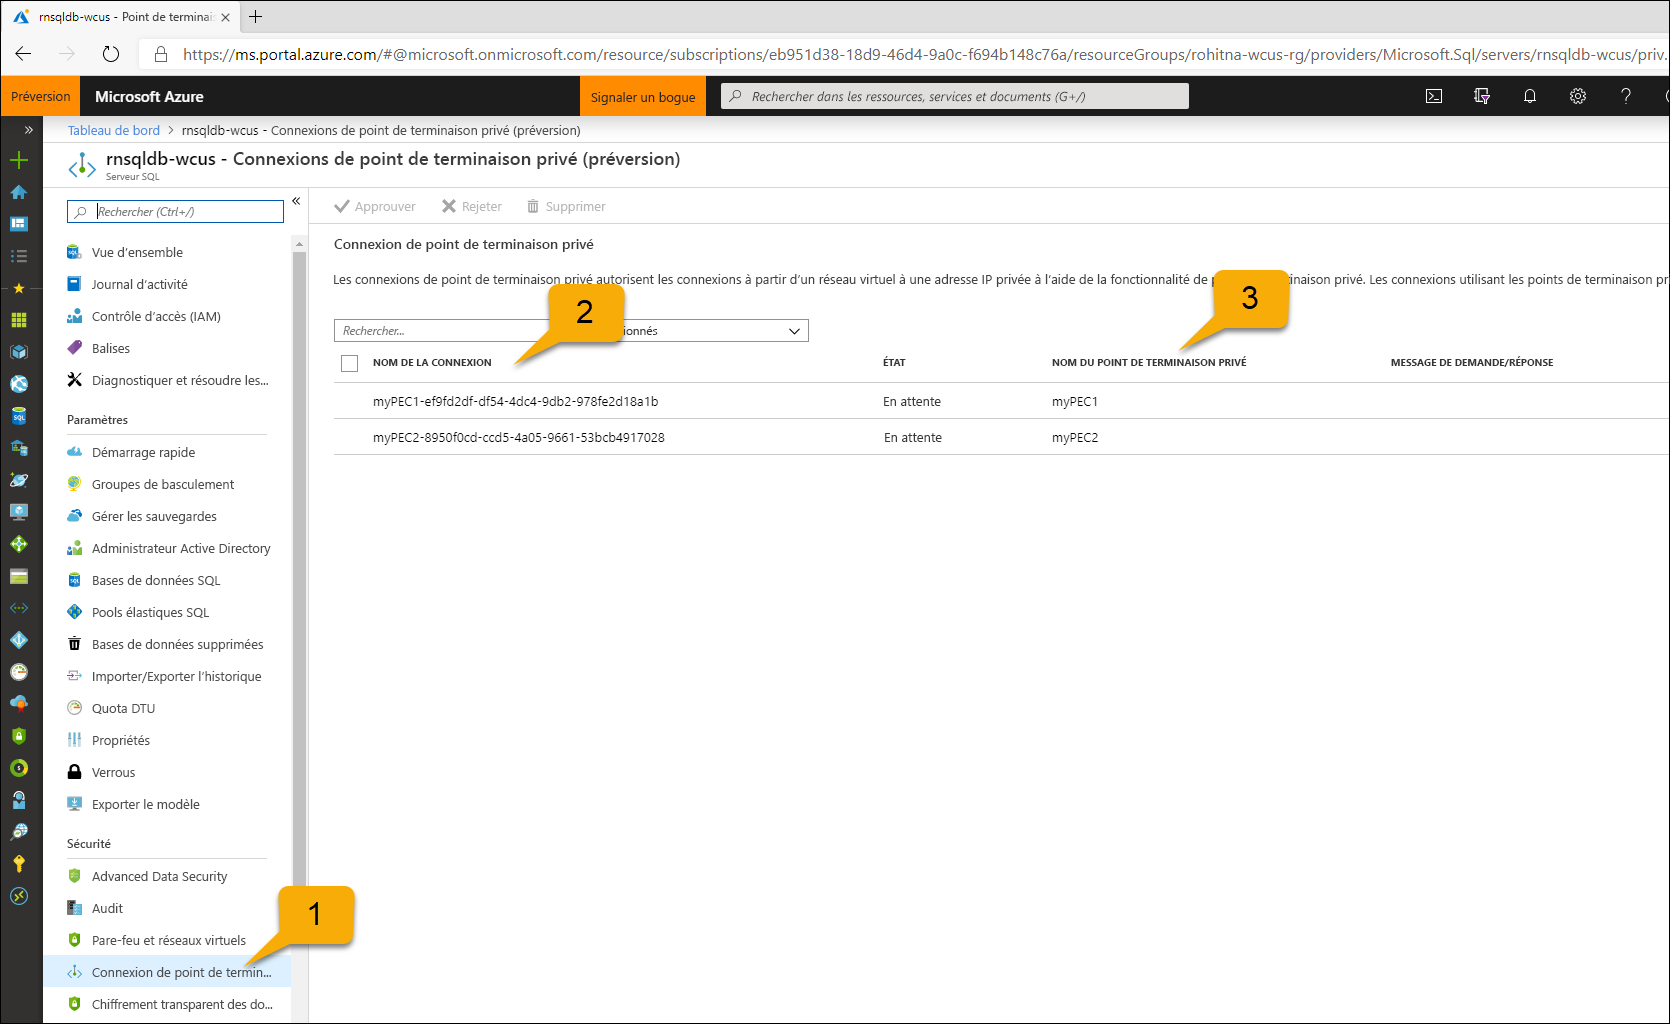 rnsqldb-wcus - Point de terminais
https://ms.portal.azure.com/#@microsoft.onmicrosoft.com/resource/subscriptions/eb951d38-18d9-46d4-9a0c-f694b148c76a/resourceGroups/rohitna-wcus-rg/providers/Microsoft.Sql/servers/rnsqldb-wcus/priv.
Préversion
Microsoft Azure
Signaler un bogue
Rechercher dans les ressources, services et documents (G+/)
Tableau de bord > rnsqldb-wcus - Connexions de point de terminaison privé (préversion)
rnsqldb-wcus - Connexions de point de terminaison privé (préversion)
Serveur SQL
Rechercher (Ctrl+/)
Vue d'ensemble
Journal d'activité
Contrôle d'accès (IAM)
Balises
Diagnostiquer et résoudre les...
Paramètres
Démarrage rapide
Groupes de basculement
Gérer les sauvegardes
Administrateur Active Directory
Bases de données SQL
Pools élastiques SQL
Bases de données supprimées
Importer/Exporter l'historique
Quota DTU
Propriétés
Verrous
Exporter le modèle
Sécurité
Advanced Data Security
Audit
Pare-feu et réseaux virtuels
Connexion de point de termin...
Chiffrement transparent des do...
1
Approuver
Rejeter
Supprimer
Connexion de point de terminaison privé
Les connexions de point de terminaison privé autorisent les connexions à partir d'un réseau virtuel à une adresse IP privée à l'aide de la fonctionnalité de p inaison privé. Les connexions utilisant les points de terminaison pr
2
3
Rechercher...
ionnés
NOM DE LA CONNEXION ÉTAT NOM DU POINT DE TERMINAISON PRIVÉ MESSAGE DE DEMANDE/RÉPONSE
myPEC1-ef9fd2df-df54-4dc4-9db2-978fe2d18a1b En attente myPEC1
myPEC2-8950f0cd-ccd5-4a05-9661-53bcb4917028 En attente myPEC2